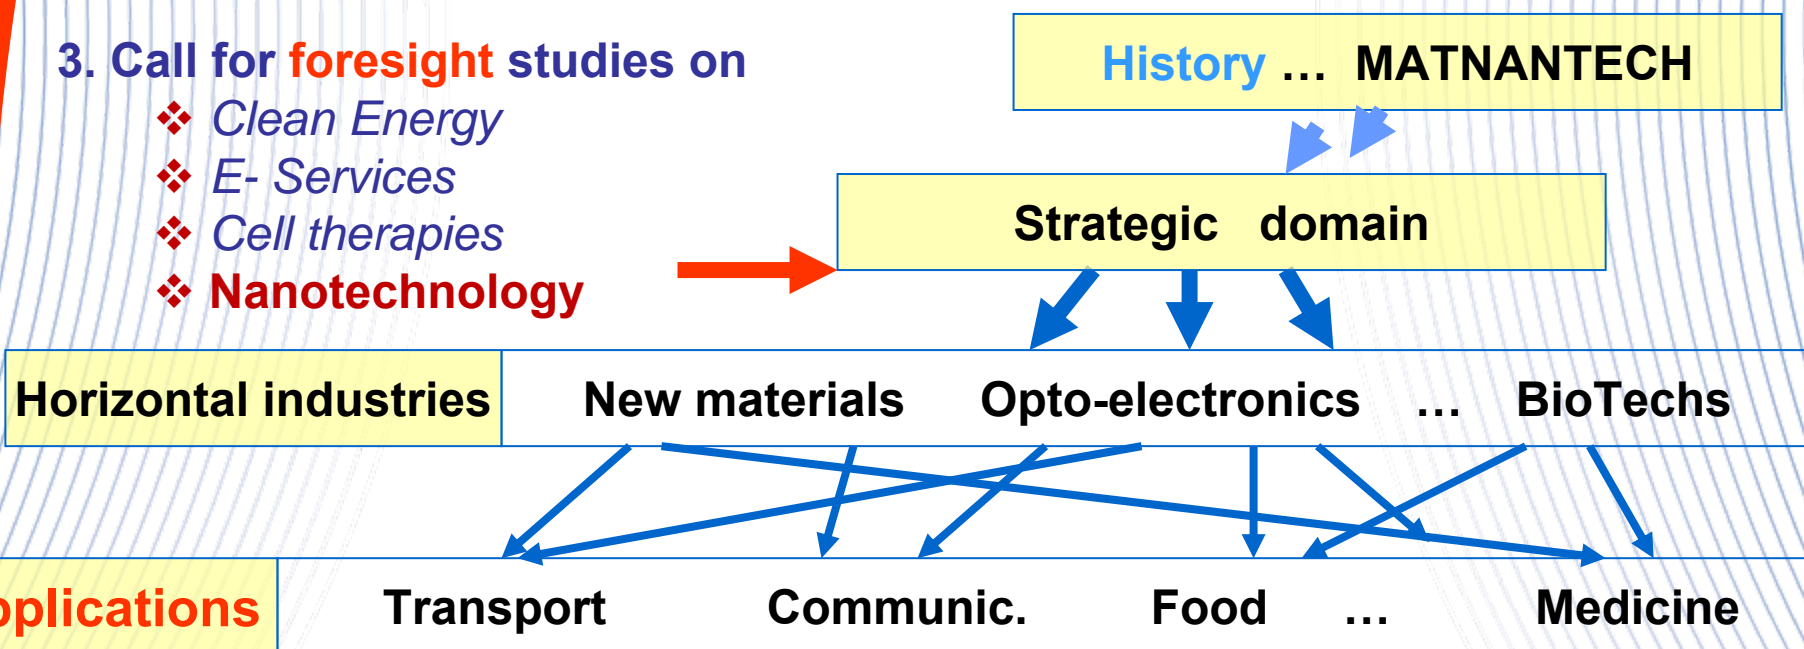 3. Call for foresight studies on
❖ Clean Energy
❖ E- Services
❖ Cell therapies
❖ Nanotechnology
History ... MATNANTECH
Strategic domain
Horizontal industries New materials Opto-electronics ... BioTechs
pplications Transport Communic. Food ... Medicine